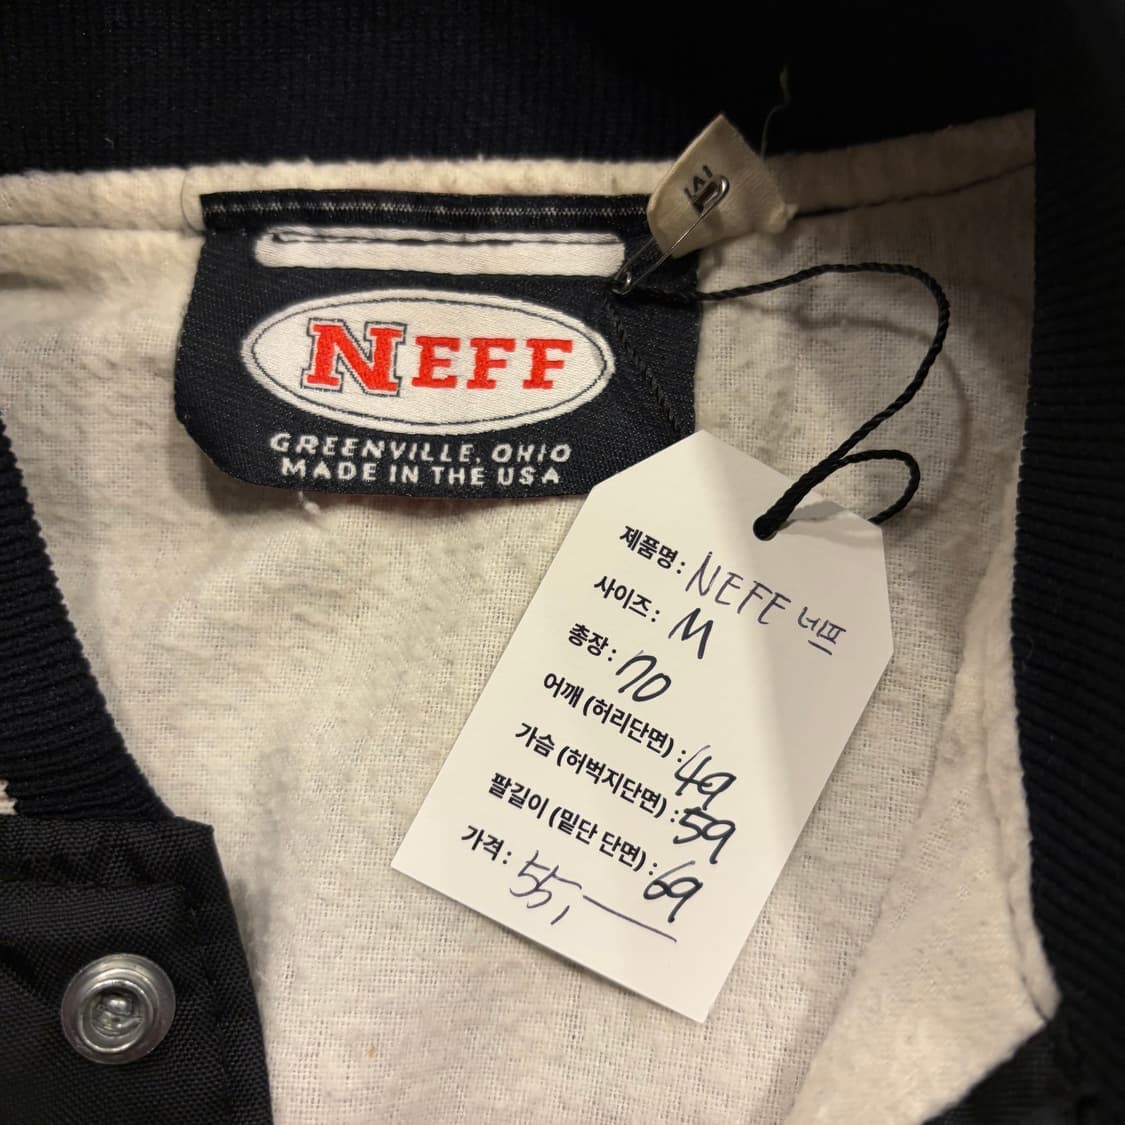 NEFF
GREENVILLE, OHIO
MADE IN THE USA
제품명: NEFE 네프
사이즈: M
총장: 70
어깨 (허리단면): 49
가슴 (허벅지단면): 59
팔길이 (밑단 단면): 69
가격: 55,